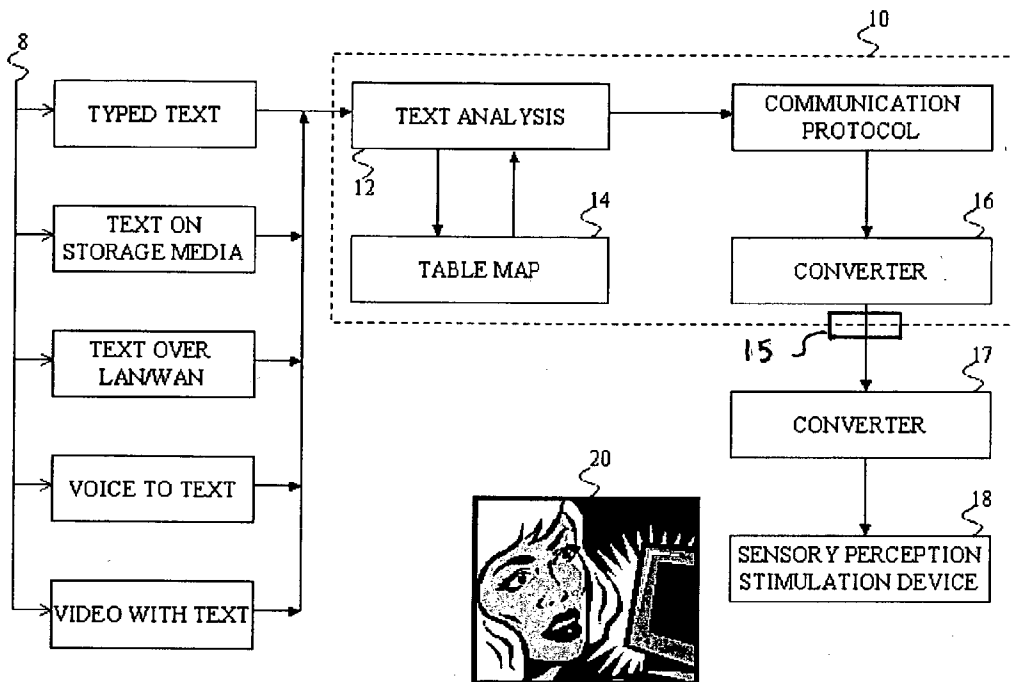 8
10
TYPED TEXT
TEXT ANALYSIS
COMMUNICATION
PROTOCOL
12
14
16
TEXT ON
STORAGE MEDIA
TABLE MAP
CONVERTER
15
TEXT OVER
LAN/WAN
17
CONVERTER
VOICE TO TEXT
20
18
SENSORY PERCEPTION
STIMULATION DEVICE
VIDEO WITH TEXT